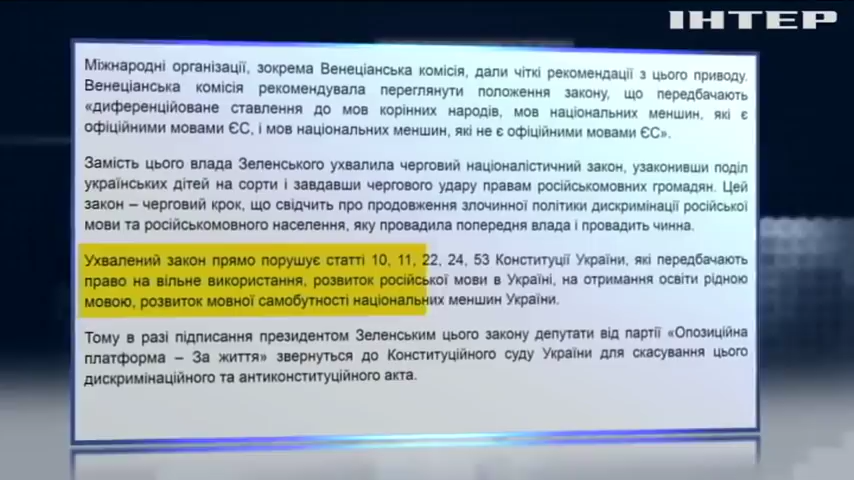 ІНТЕР
Міжнародні організації, зокрема Венеціанська комісія, дали чіткі рекомендації з цього приводу.
Венеціанська комісія рекомендувала переглянути положення закону, що передбачають
«диференційоване ставлення до мов корінних народів, мов національних меншин, які є
офіційними мовами ЄС, і мов національних меншин, які не є офіційними мовами ЄС».
Замість цього влада Зеленського ухвалила черговий націоналістичний закон, узаконивши поділ
українських дітей на сорти і завдавши чергового удару правам російськомовних громадян. Цей
закон – черговий крок, що свідчить про продовження злочинної політики дискримінації російської
мови та російськомовного населення, яку провадила попередня влада і провадить чинна.
Ухвалений закон прямо порушує статті 10, 11, 22, 24, 53 Конституції України, які передбачають
право на вільне використання, розвиток російської мови в Україні, на отримання освіти рідною
мовою, розвиток мовної самобутності національних меншин України.
Тому в разі підписання президентом Зеленським цього закону депутати від партії «Опозиційна
платформа – За життя» звернуться до Конституційного суду України для скасування цього
дискримінаційного та антиконституційного акта.